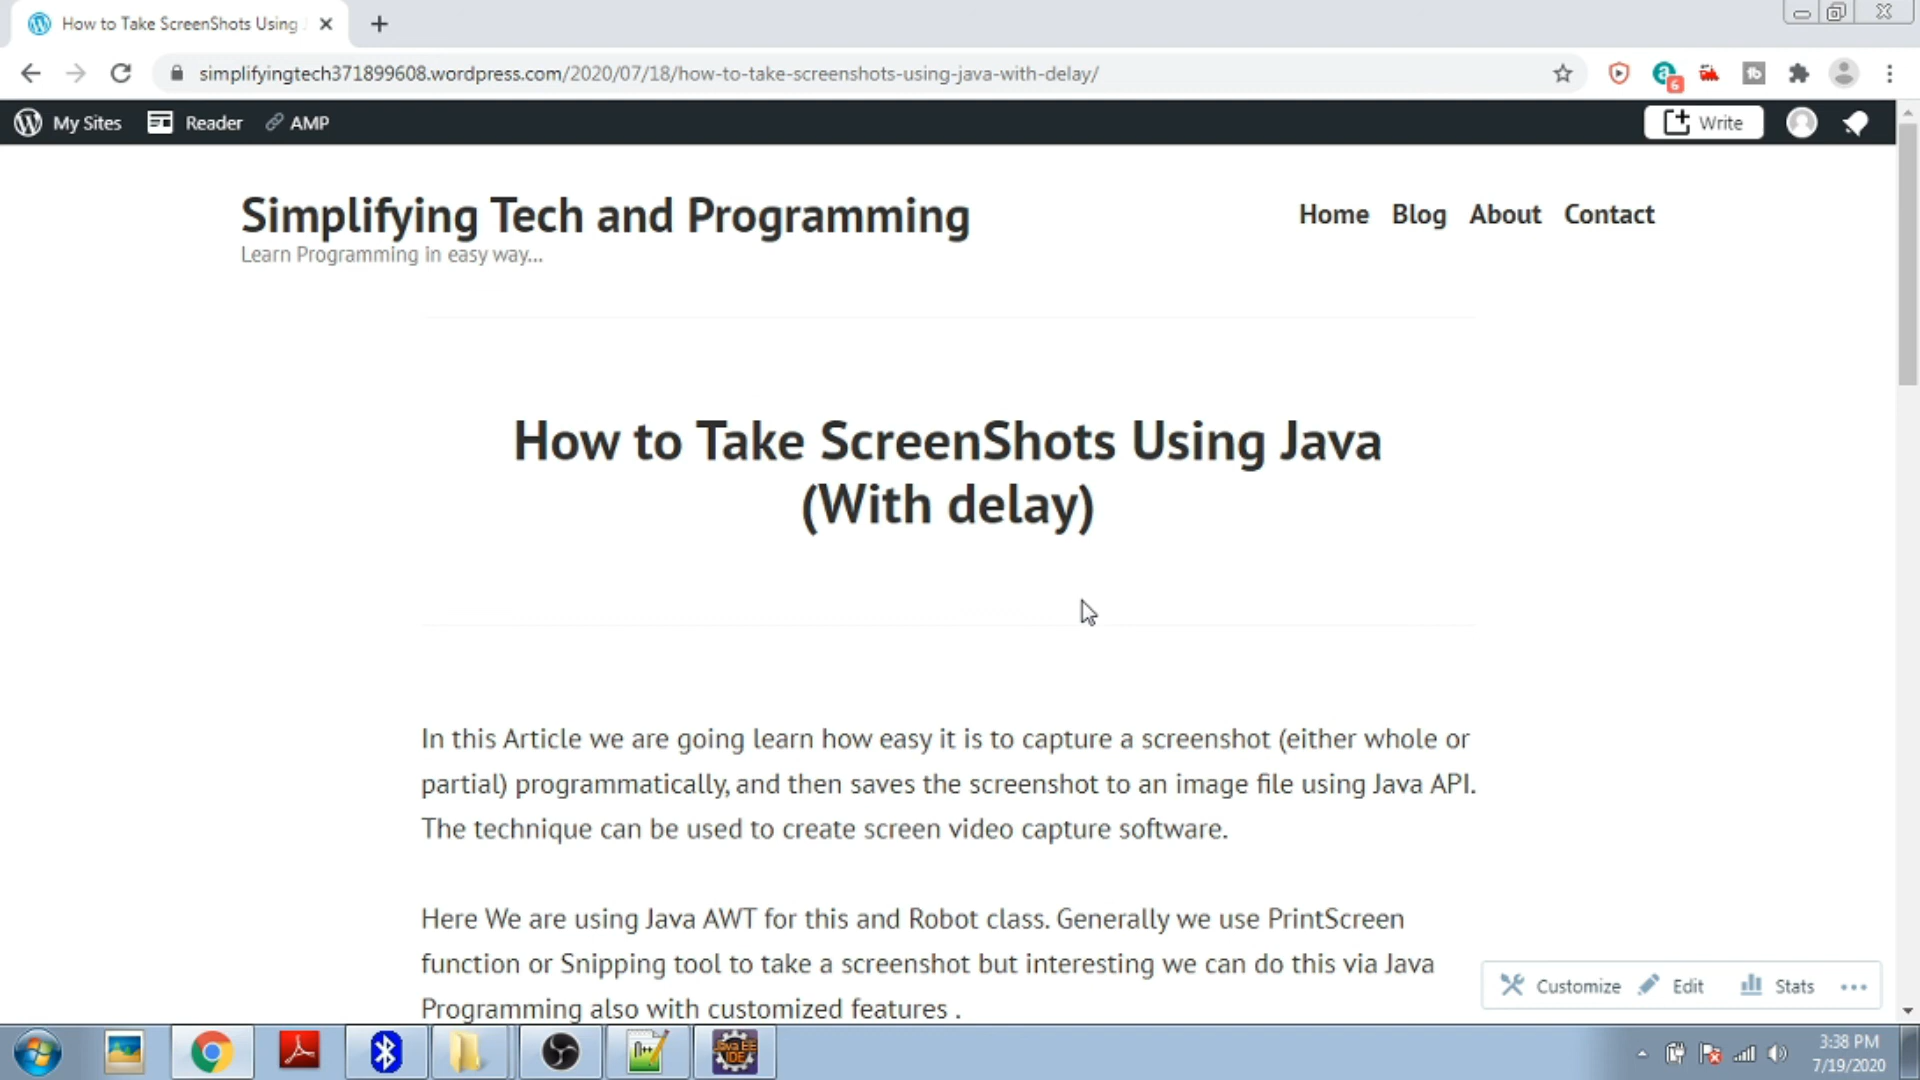 How to Take ScreenShots Using
simplifyingtech371899608.wordpress.com/2020/07/18/how-to-take-screenshots-using-java-with-delay/
6
tb
My Sites
Reader
AMP
Write
Simplifying Tech and Programming
Home
Blog
About
Contact
Learn Programming in easy way...
How to Take ScreenShots Using Java
(With delay)
In this Article we are going learn how easy it is to capture a screenshot (either whole or
partial) programmatically, and then saves the screenshot to an image file using Java API.
The technique can be used to create screen video capture software.
Here We are using Java AWT for this and Robot class. Generally we use PrintScreen
function or Snipping tool to take a screenshot but interesting we can do this via Java
Programming also with customized features .
Customize
Edit
Stats
Java EE
IDE
3:38 PM
7/19/2020